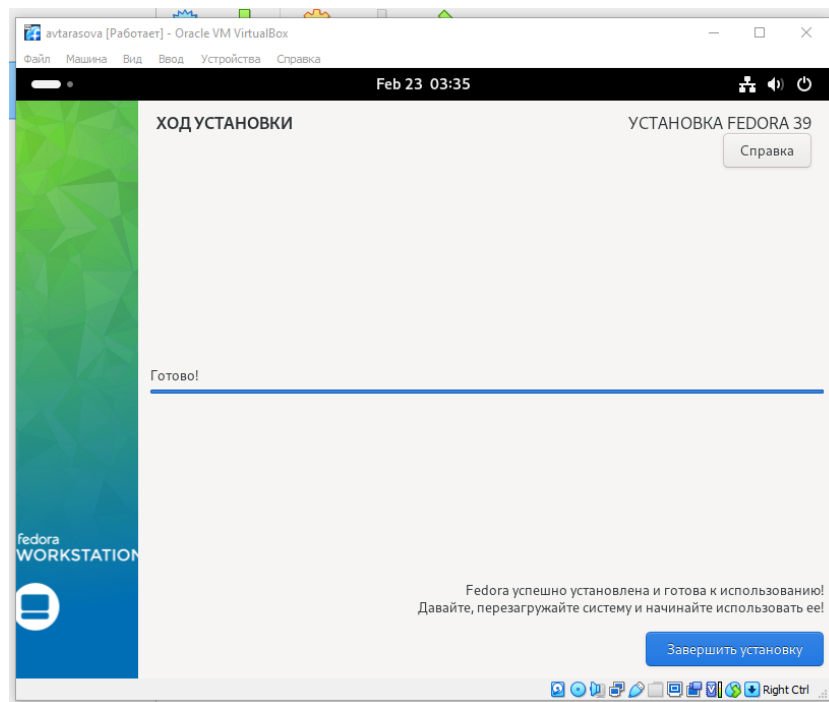 avtarasova [Работает] - Oracle VM VirtualBox
Файл Машина Вид Ввод Устройства Справка
Feb 23 03:35
ХОД УСТАНОВКИ
УСТАНОВКА FEDORA 39
Справка
Готово!
fedora
WORKSTATION
Fedora успешно установлена и готова к использованию!
Давайте, перезагружайте систему и начинайте использовать ее!
Завершить установку
Right Ctrl